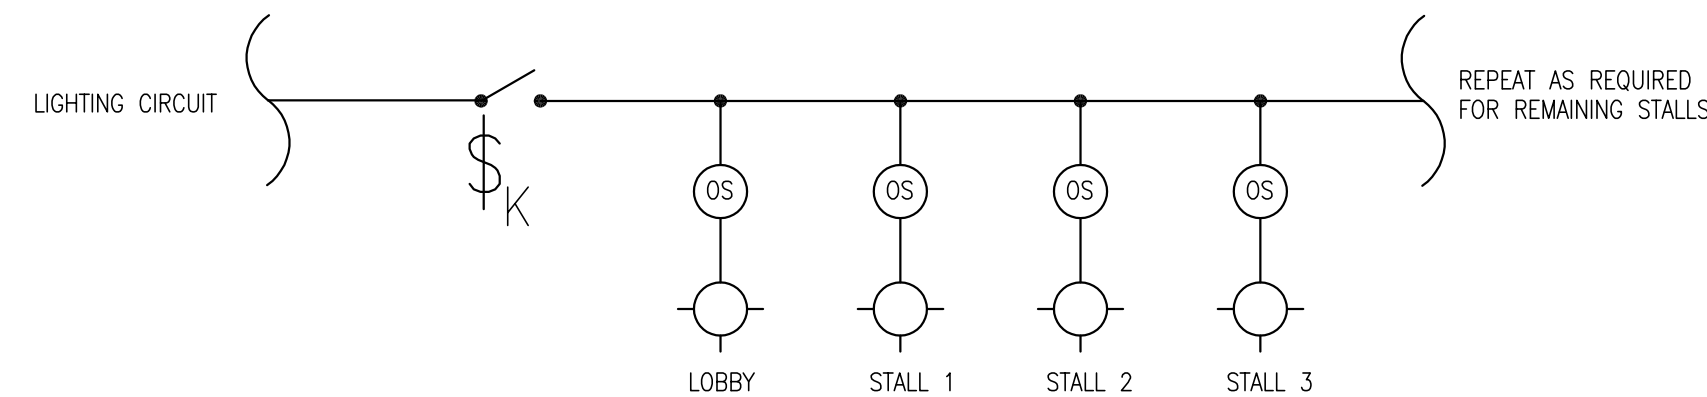 REPEAT AS REQUIRED
LIGHTING CIRCUIT
FOR REMAINING STALLS
$K
OS OS OS OS
LOBBY STALL 1 STALL 2 STALL 3